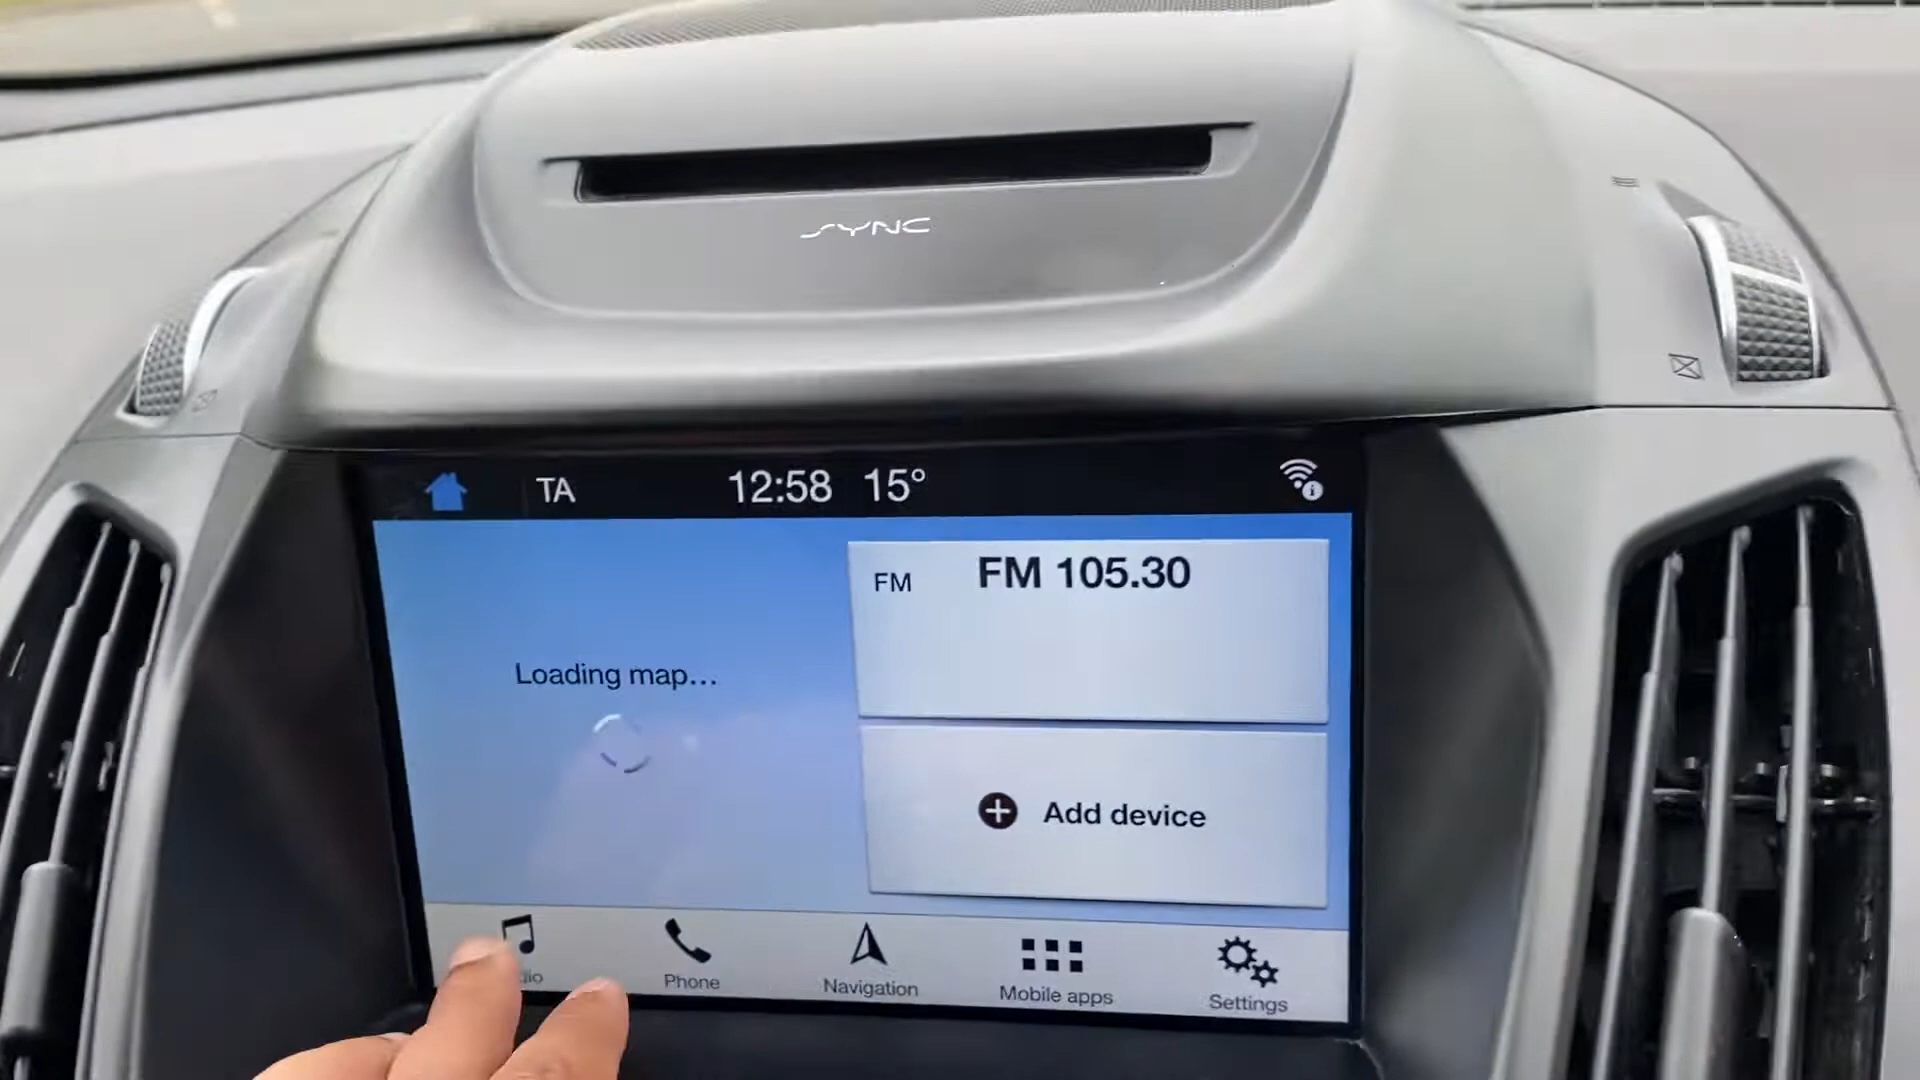 SYNC
TA 12:58 15°
FM FM 105.30
Loading map...
Add device
Phone
Navigation
Mobile apps
Settings